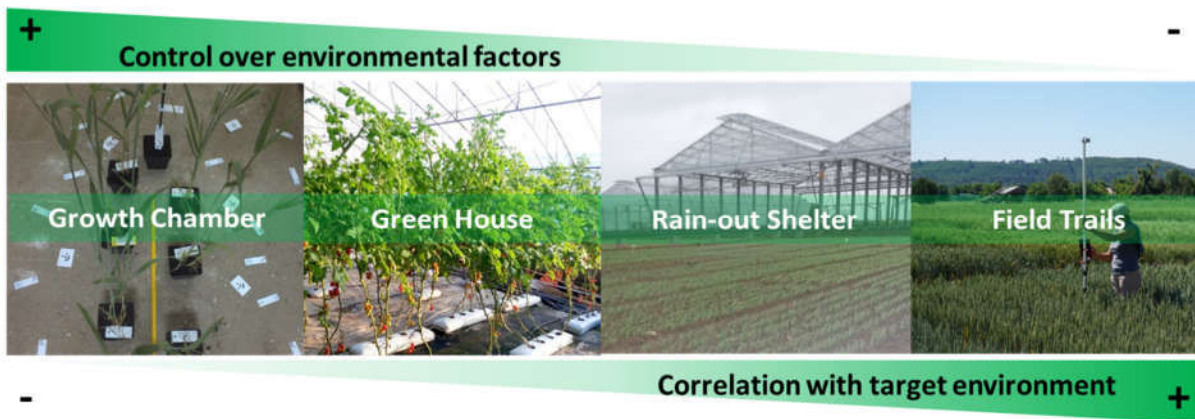 +
-
Control over environmental factors
Growth Chamber
Green House
Rain-out Shelter
Field Trails
Correlation with target environment
-
+